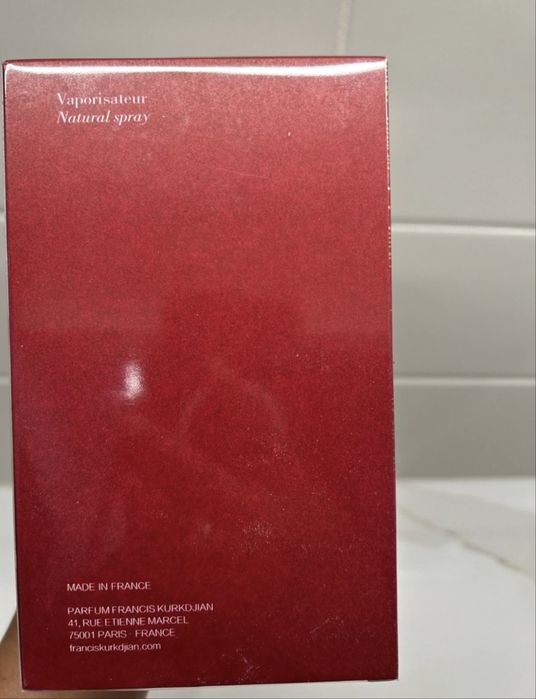 Vaporisateur
Natural spray
MADE IN FRANCE
PARFUM FRANCIS KURKDJIAN
41, RUE ETIENNE MARCEL
75001 PARIS - FRANCE
franciskurkdjian.com